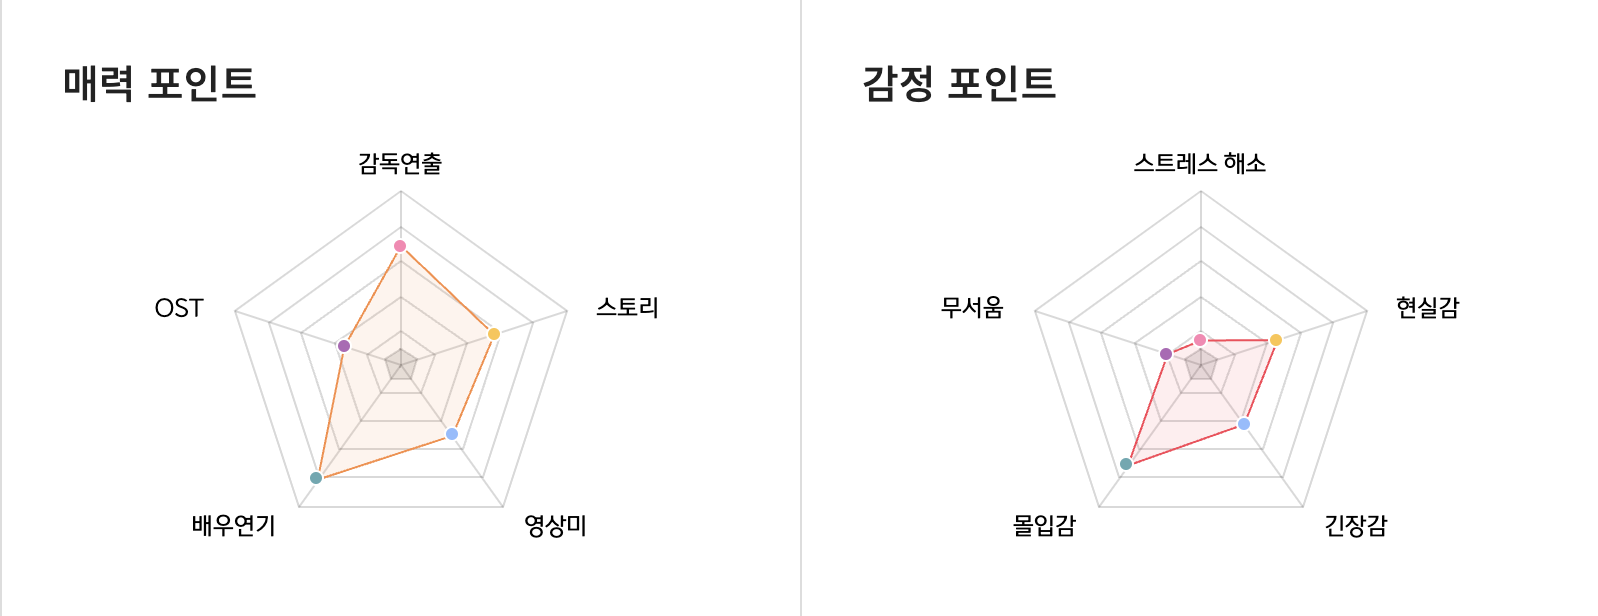 매력 포인트
감독연출
스토리
영상미
배우연기
OST
감정 포인트
스트레스 해소
현실감
긴장감
몰입감
무서움